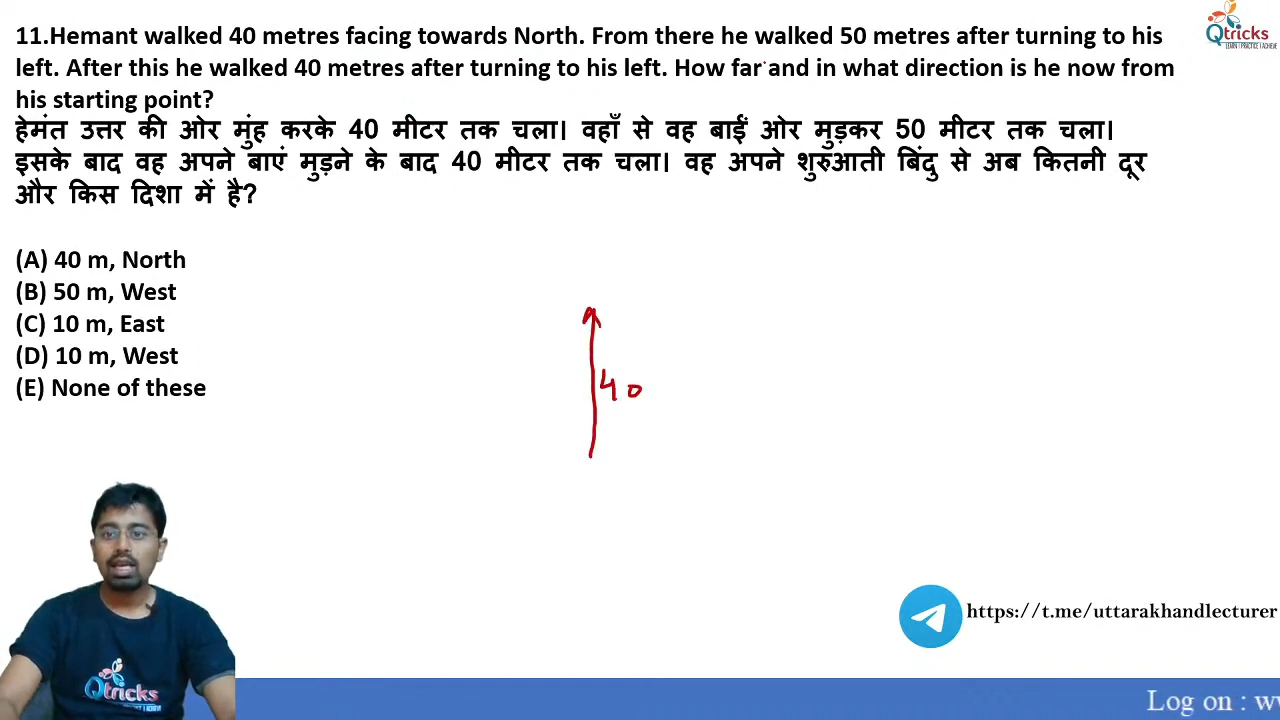 Qtricks
LEARN | PRACTICE | ACHIEVE
11.Hemant walked 40 metres facing towards North. From there he walked 50 metres after turning to his
left. After this he walked 40 metres after turning to his left. How far and in what direction is he now from
his starting point?
हेमंत उत्तर की ओर मुंह करके 40 मीटर तक चला। वहाँ से वह बाईं ओर मुड़कर 50 मीटर तक चला।
इसके बाद वह अपने बाएं मुड़ने के बाद 40 मीटर तक चला। वह अपने शुरुआती बिंदु से अब कितनी दूर
और किस दिशा में है?
(A) 40 m, North
(B) 50 m, West
(C) 10 m, East
(D) 10 m, West
(E) None of these
40
https://t.me/uttarakhandlecturer
Qtricks
Log on : w